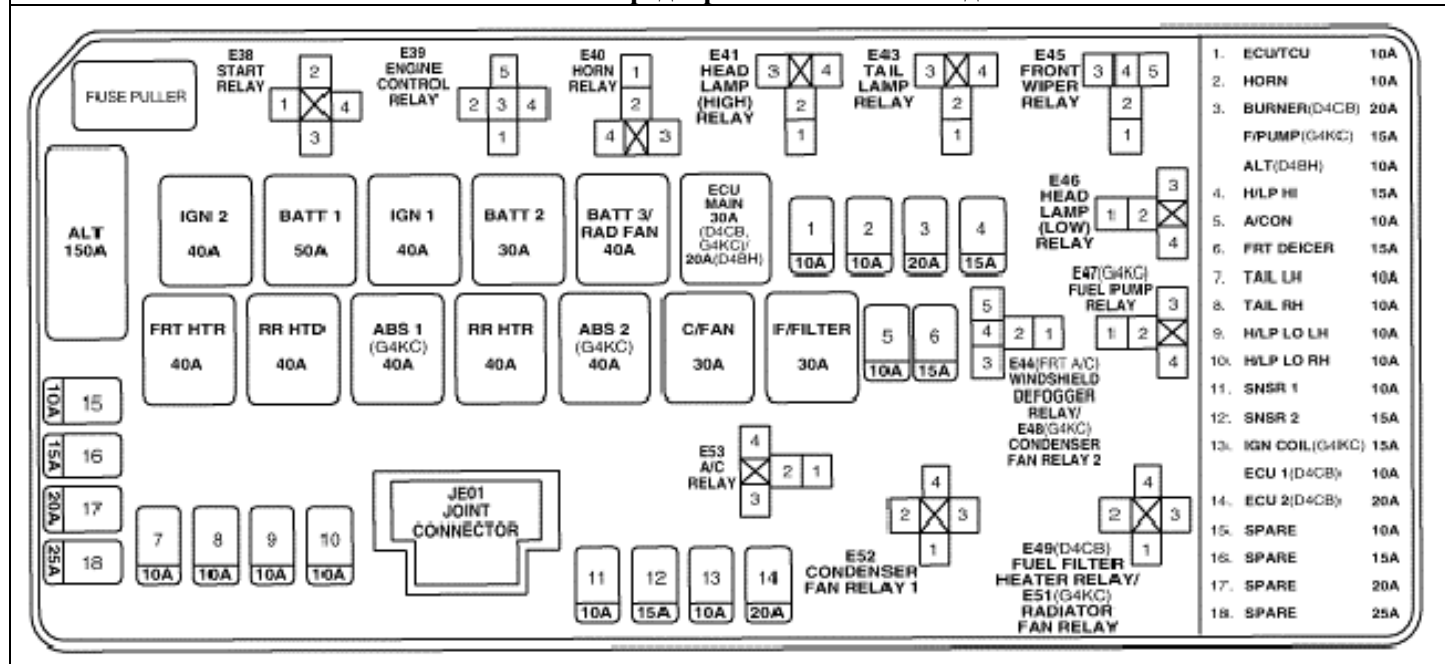 FUSE PULLER
E38
START
RELAY
2
1
4
3
E39
ENGINE
CONTROL
RELAY
5
2 3 4
1
E40
HORN
RELAY
1
2
4
3
E41
HEAD
LAMP
(HIGH)
RELAY
3
4
2
1
E43
TAIL
LAMP
RELAY
3
4
2
1
E45
FRONT
WIPER
RELAY
3 4 5
2
1
ALT
150A
IGNI 2
40A
BATT 1
50A
IGN 1
40A
BATT 2
30A
BATT 3/
RAD FAN
40A
ECU
MAIN
30A
(D4CB,
G4KC)/
20A(D4BH)
1
10A
2
10A
3
20A
4
15A
E46
HEAD
LAMP
(LOW)
RELAY
3
1 2
4
FRT HTR
40A
RR HTD
40A
ABS 1
(G4KC)
40A
RR HTR
40A
ABS 2
(G4KC)
40A
C/FAN
30A
F/FILTER
30A
5
10A
6
15A
5
4
2 1
3
E47(G4KC)
FUEL PUMP
RELAY
3
1 2
4
E44(FRT A/C)
WINDSHIELD
DEFOGGER
RELAY/
E48(G4KC)
CONDENSER
FAN RELAY 2
10A 15
15A 16
20A 17
25A 18
7
10A
8
10A
9
10A
10
10A
JE01
JOINT
CONNECTOR
E53
A/C
RELAY
4
2 1
3
11
10A
12
15A
13
10A
14
20A
4
2
3
1
E52
CONDENSER
FAN RELAY 1
4
2
3
1
E49(D4CB)
FUEL FILTER
HEATER RELAY/
E51(G4KC)
RADIATOR
FAN RELAY
1. ECU/TCU 10A
2. HORN 10A
3. BURNER(D4CB) 20A
F/PUMP(G4KC) 15A
ALT(D4BH) 10A
4. H/LP HI 15A
5. A/CON 10A
6. FRT DEICER 15A
7. TAIL LH 10A
8. TAIL RH 10A
9. H/LP LO LH 10A
10. H/LP LO RH 10A
11. SNSR 1 10A
12. SNSR 2 15A
13. IGN COIL(G4KC) 15A
ECU 1(D4CB) 10A
14. ECU 2(D4CB) 20A
15. SPARE 10A
16. SPARE 15A
17. SPARE 20A
18. SPARE 25A